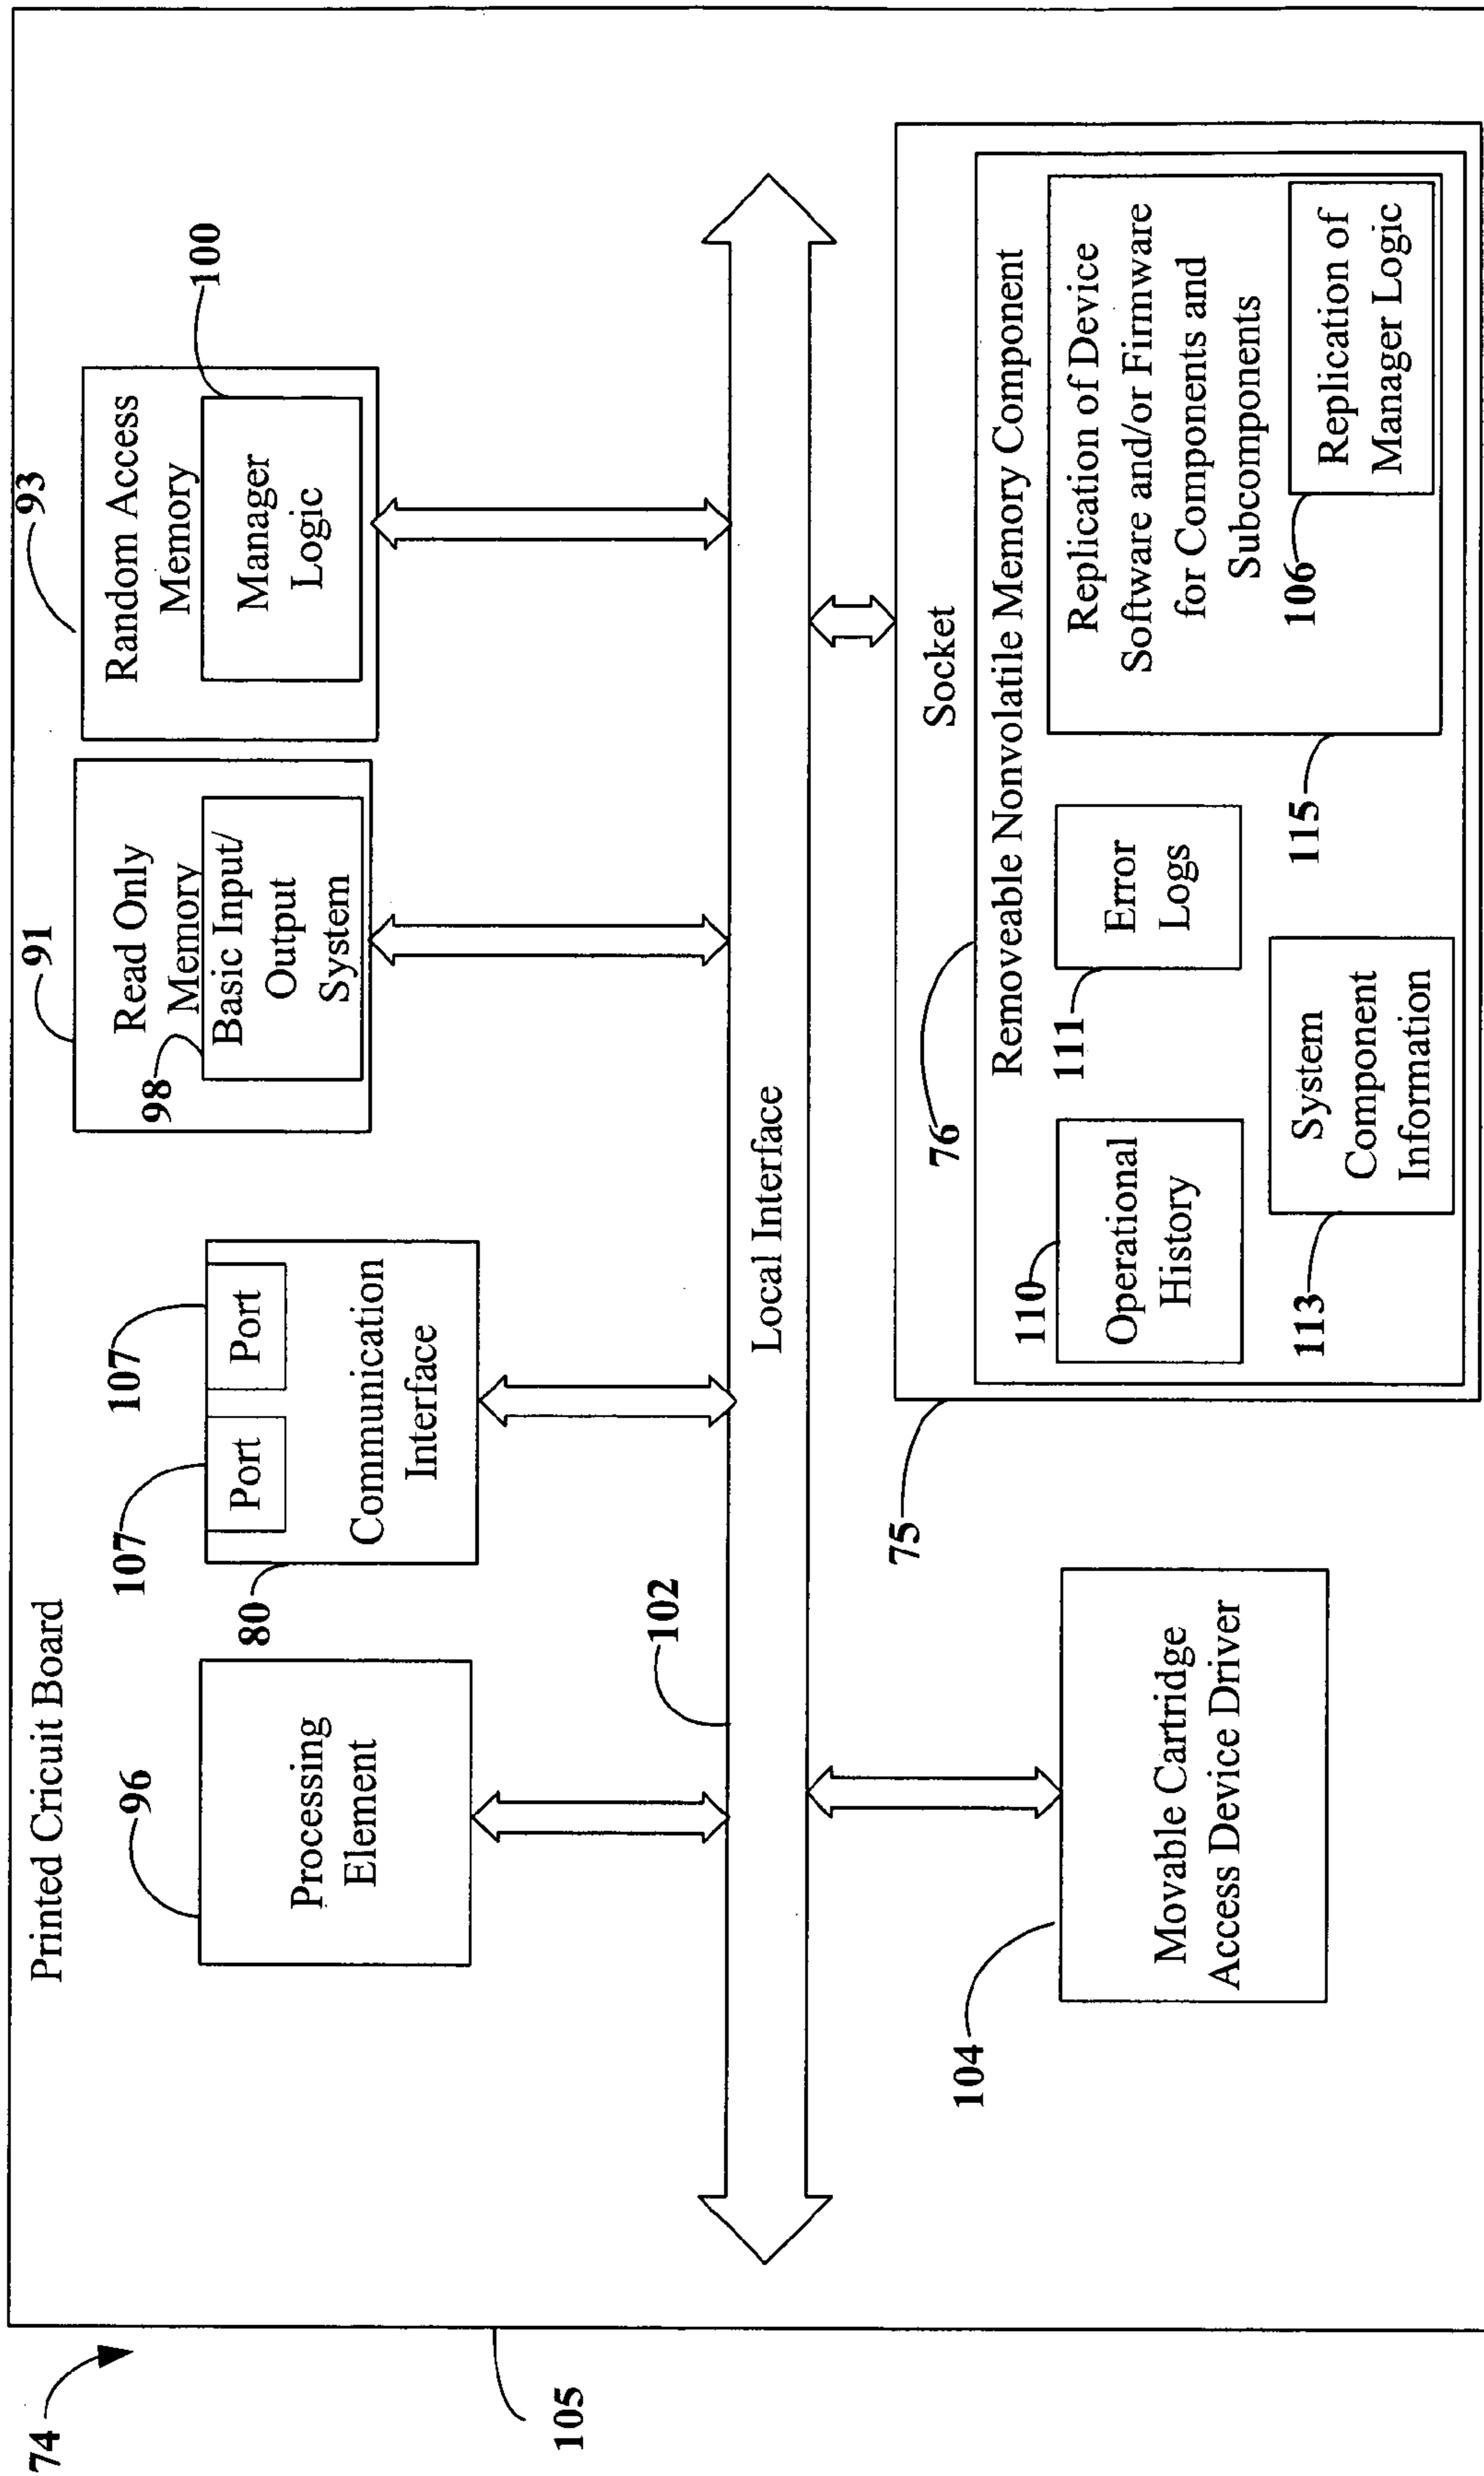 Printed Cricuit Board
74
105
96
Processing
Element
80
107
107
Port
Port
Communication
Interface
91
Read Only
Memory
98
Basic Input/
Output
System
93
Random Access
Memory
100
Manager
Logic
102
Local Interface
104
Movable Cartridge
Access Device Driver
75
Socket
76
Removeable Nonvolatile Memory Component
110
Operational
History
111
Error
Logs
113
System
Component
Information
115
Replication of Device
Software and/or Firmware
for Components and
Subcomponents
106
Replication of
Manager Logic